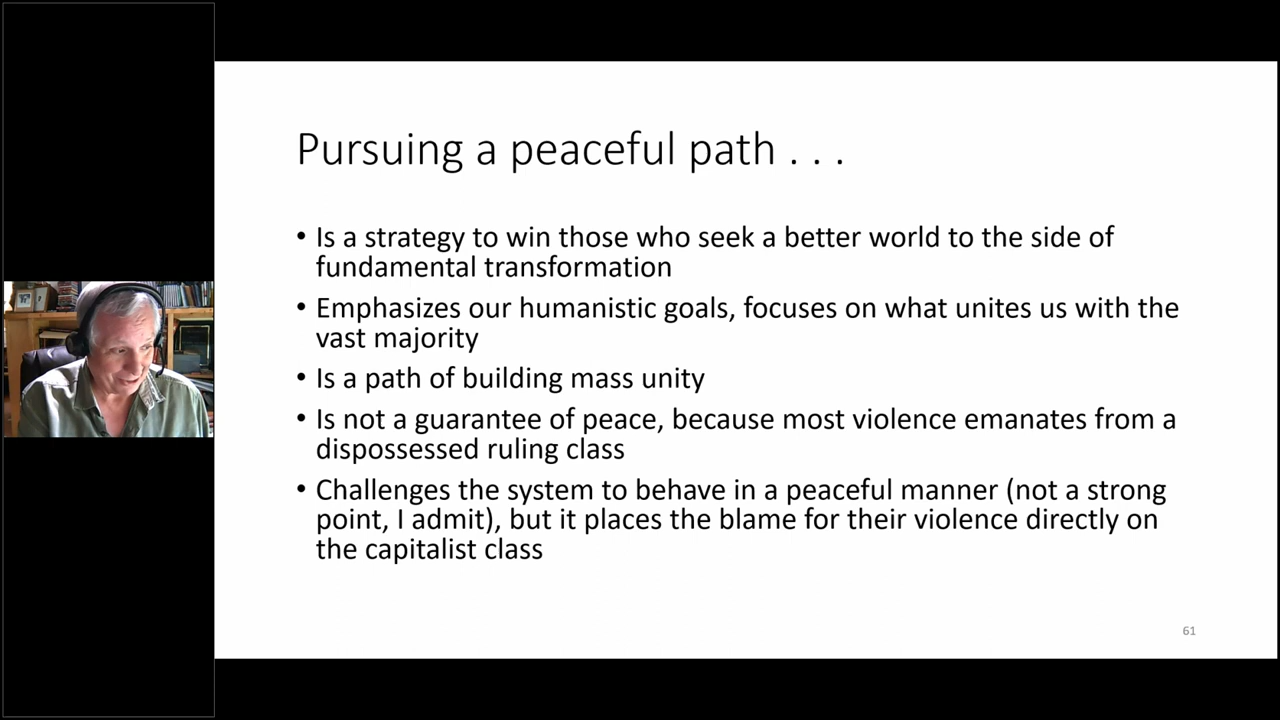 Pursuing a peaceful path . . .
• Is a strategy to win those who seek a better world to the side of
fundamental transformation
• Emphasizes our humanistic goals, focuses on what unites us with the
vast majority
• Is a path of building mass unity
• Is not a guarantee of peace, because most violence emanates from a
dispossessed ruling class
• Challenges the system to behave in a peaceful manner (not a strong
point, I admit), but it places the blame for their violence directly on
the capitalist class
61